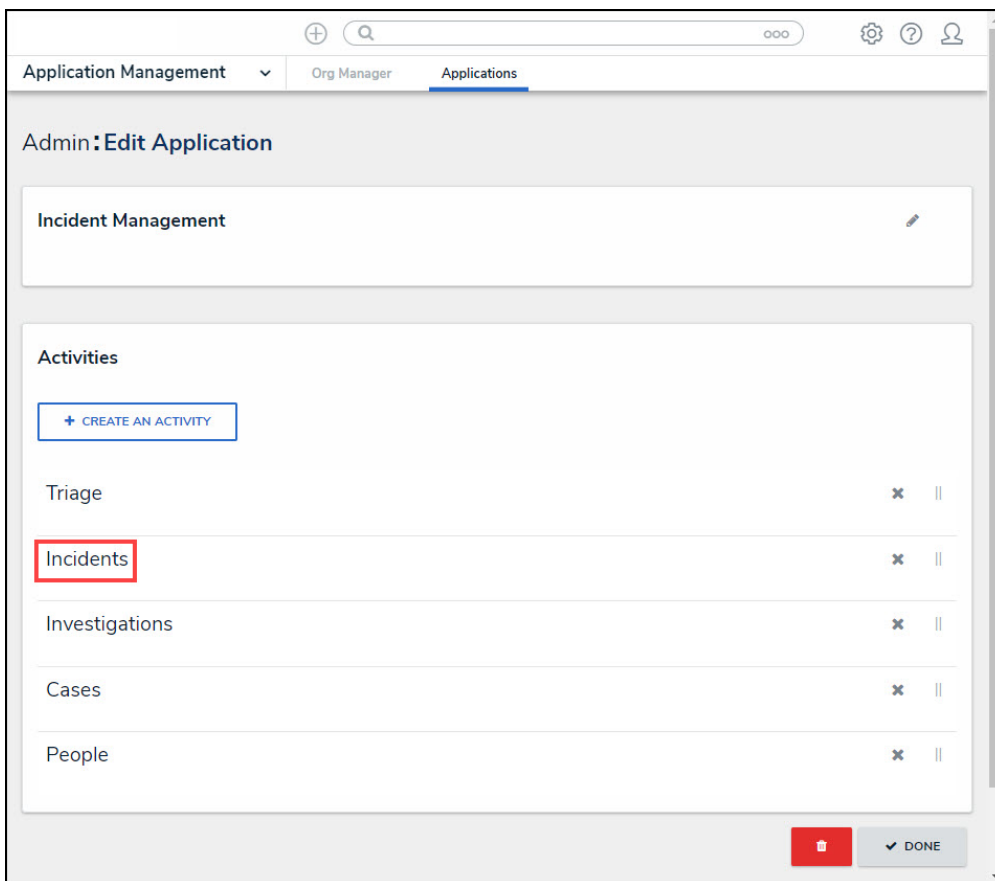 Application Management Org Manager Applications
Admin:Edit Application
Incident Management
Activities
+ CREATE AN ACTIVITY
Triage
Incidents
Investigations
Cases
People
DONE